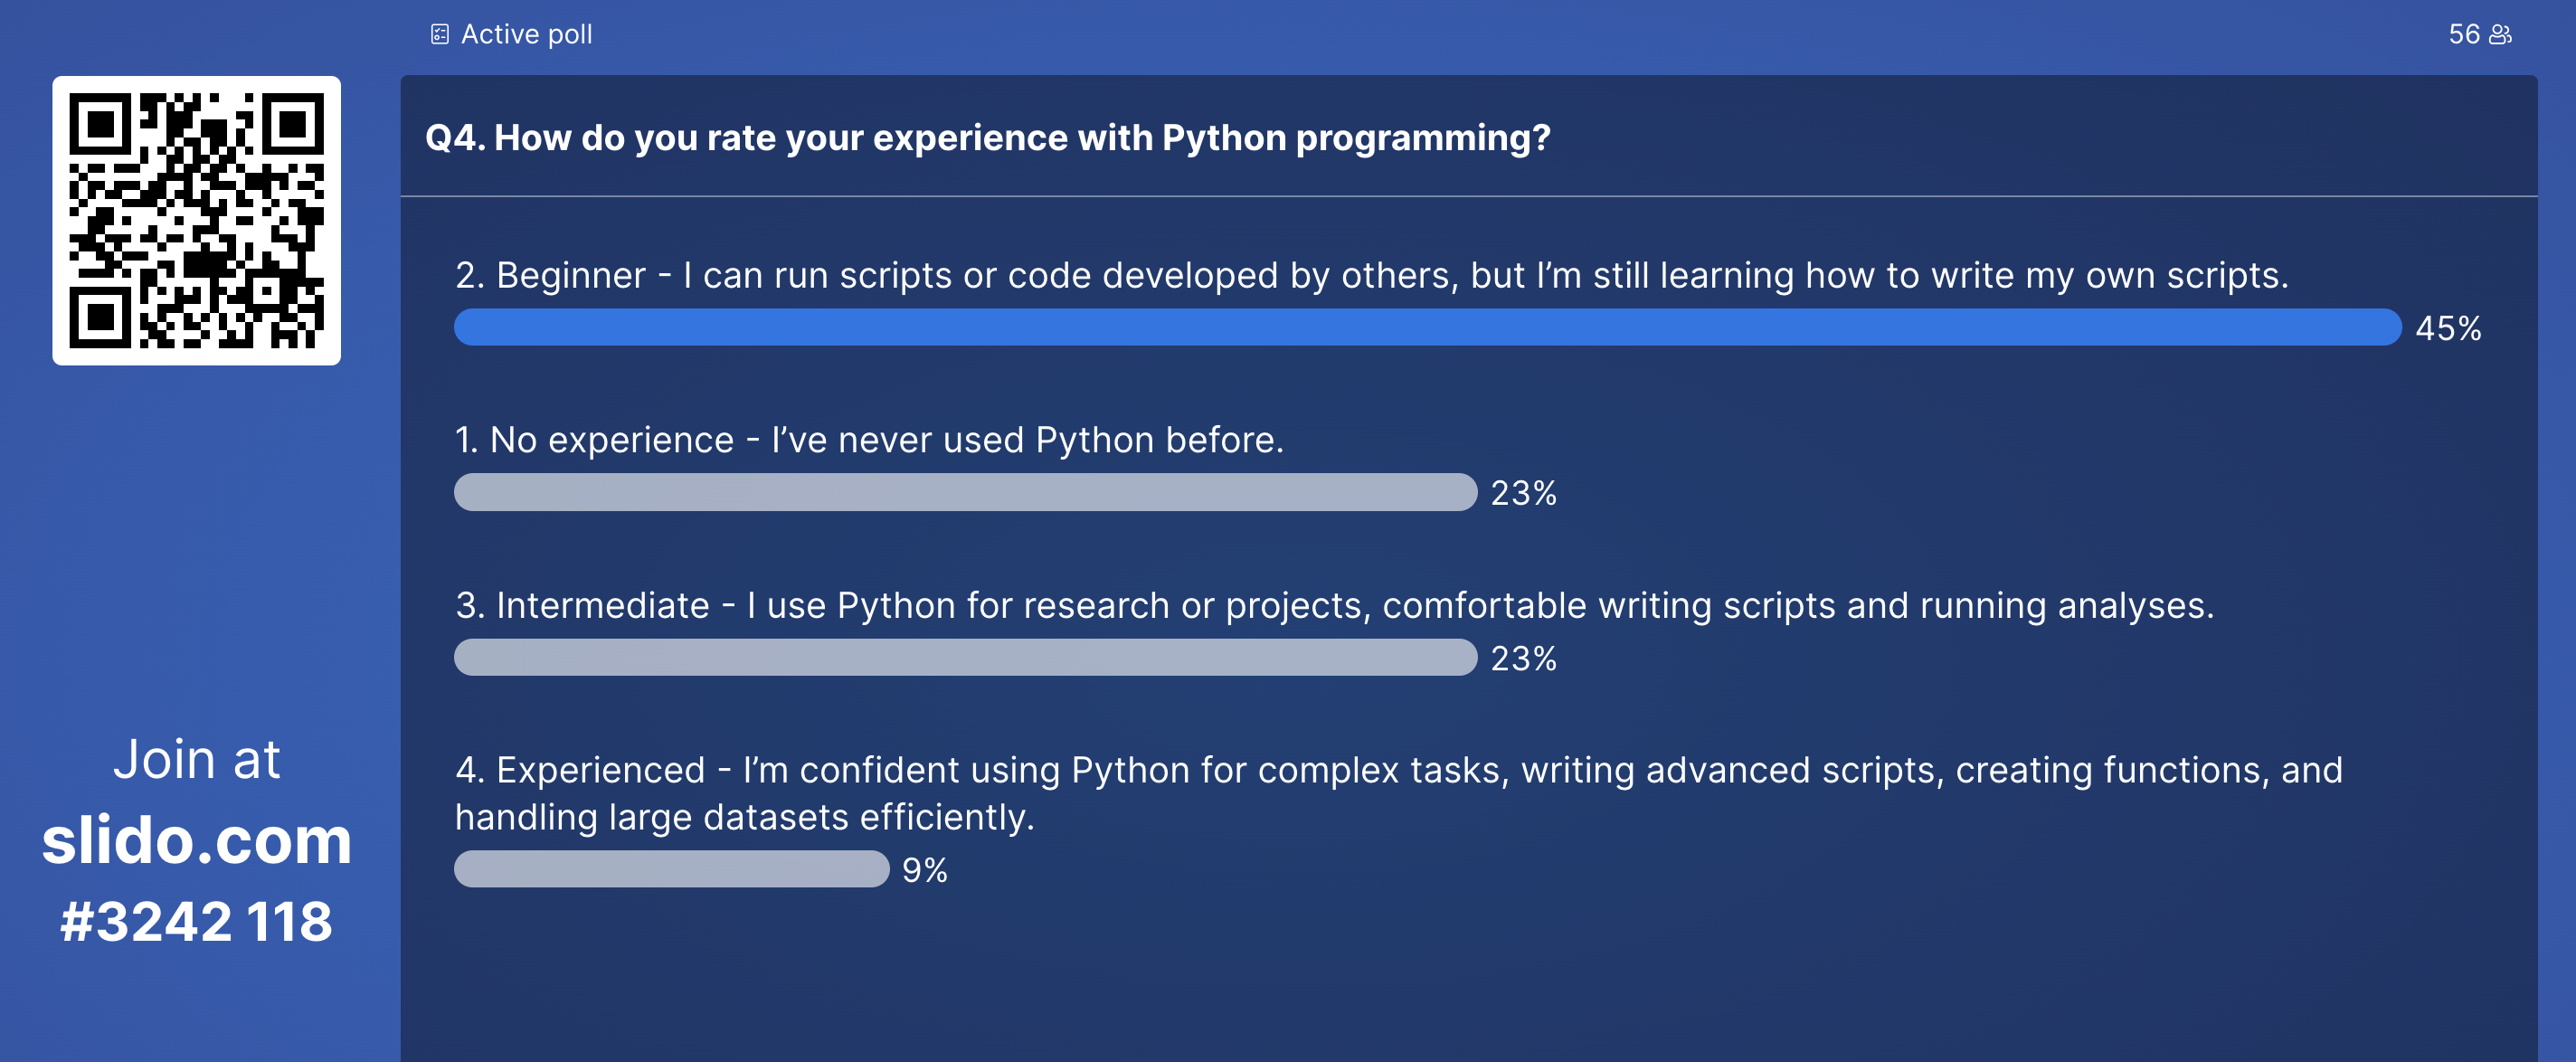 Active poll
56
Q4. How do you rate your experience with Python programming?
2. Beginner - I can run scripts or code developed by others, but I’m still learning how to write my own scripts.
45%
1. No experience - I’ve never used Python before.
23%
3. Intermediate - I use Python for research or projects, comfortable writing scripts and running analyses.
23%
4. Experienced - I’m confident using Python for complex tasks, writing advanced scripts, creating functions, and
handling large datasets efficiently.
9%
Join at
slido.com
#3242 118